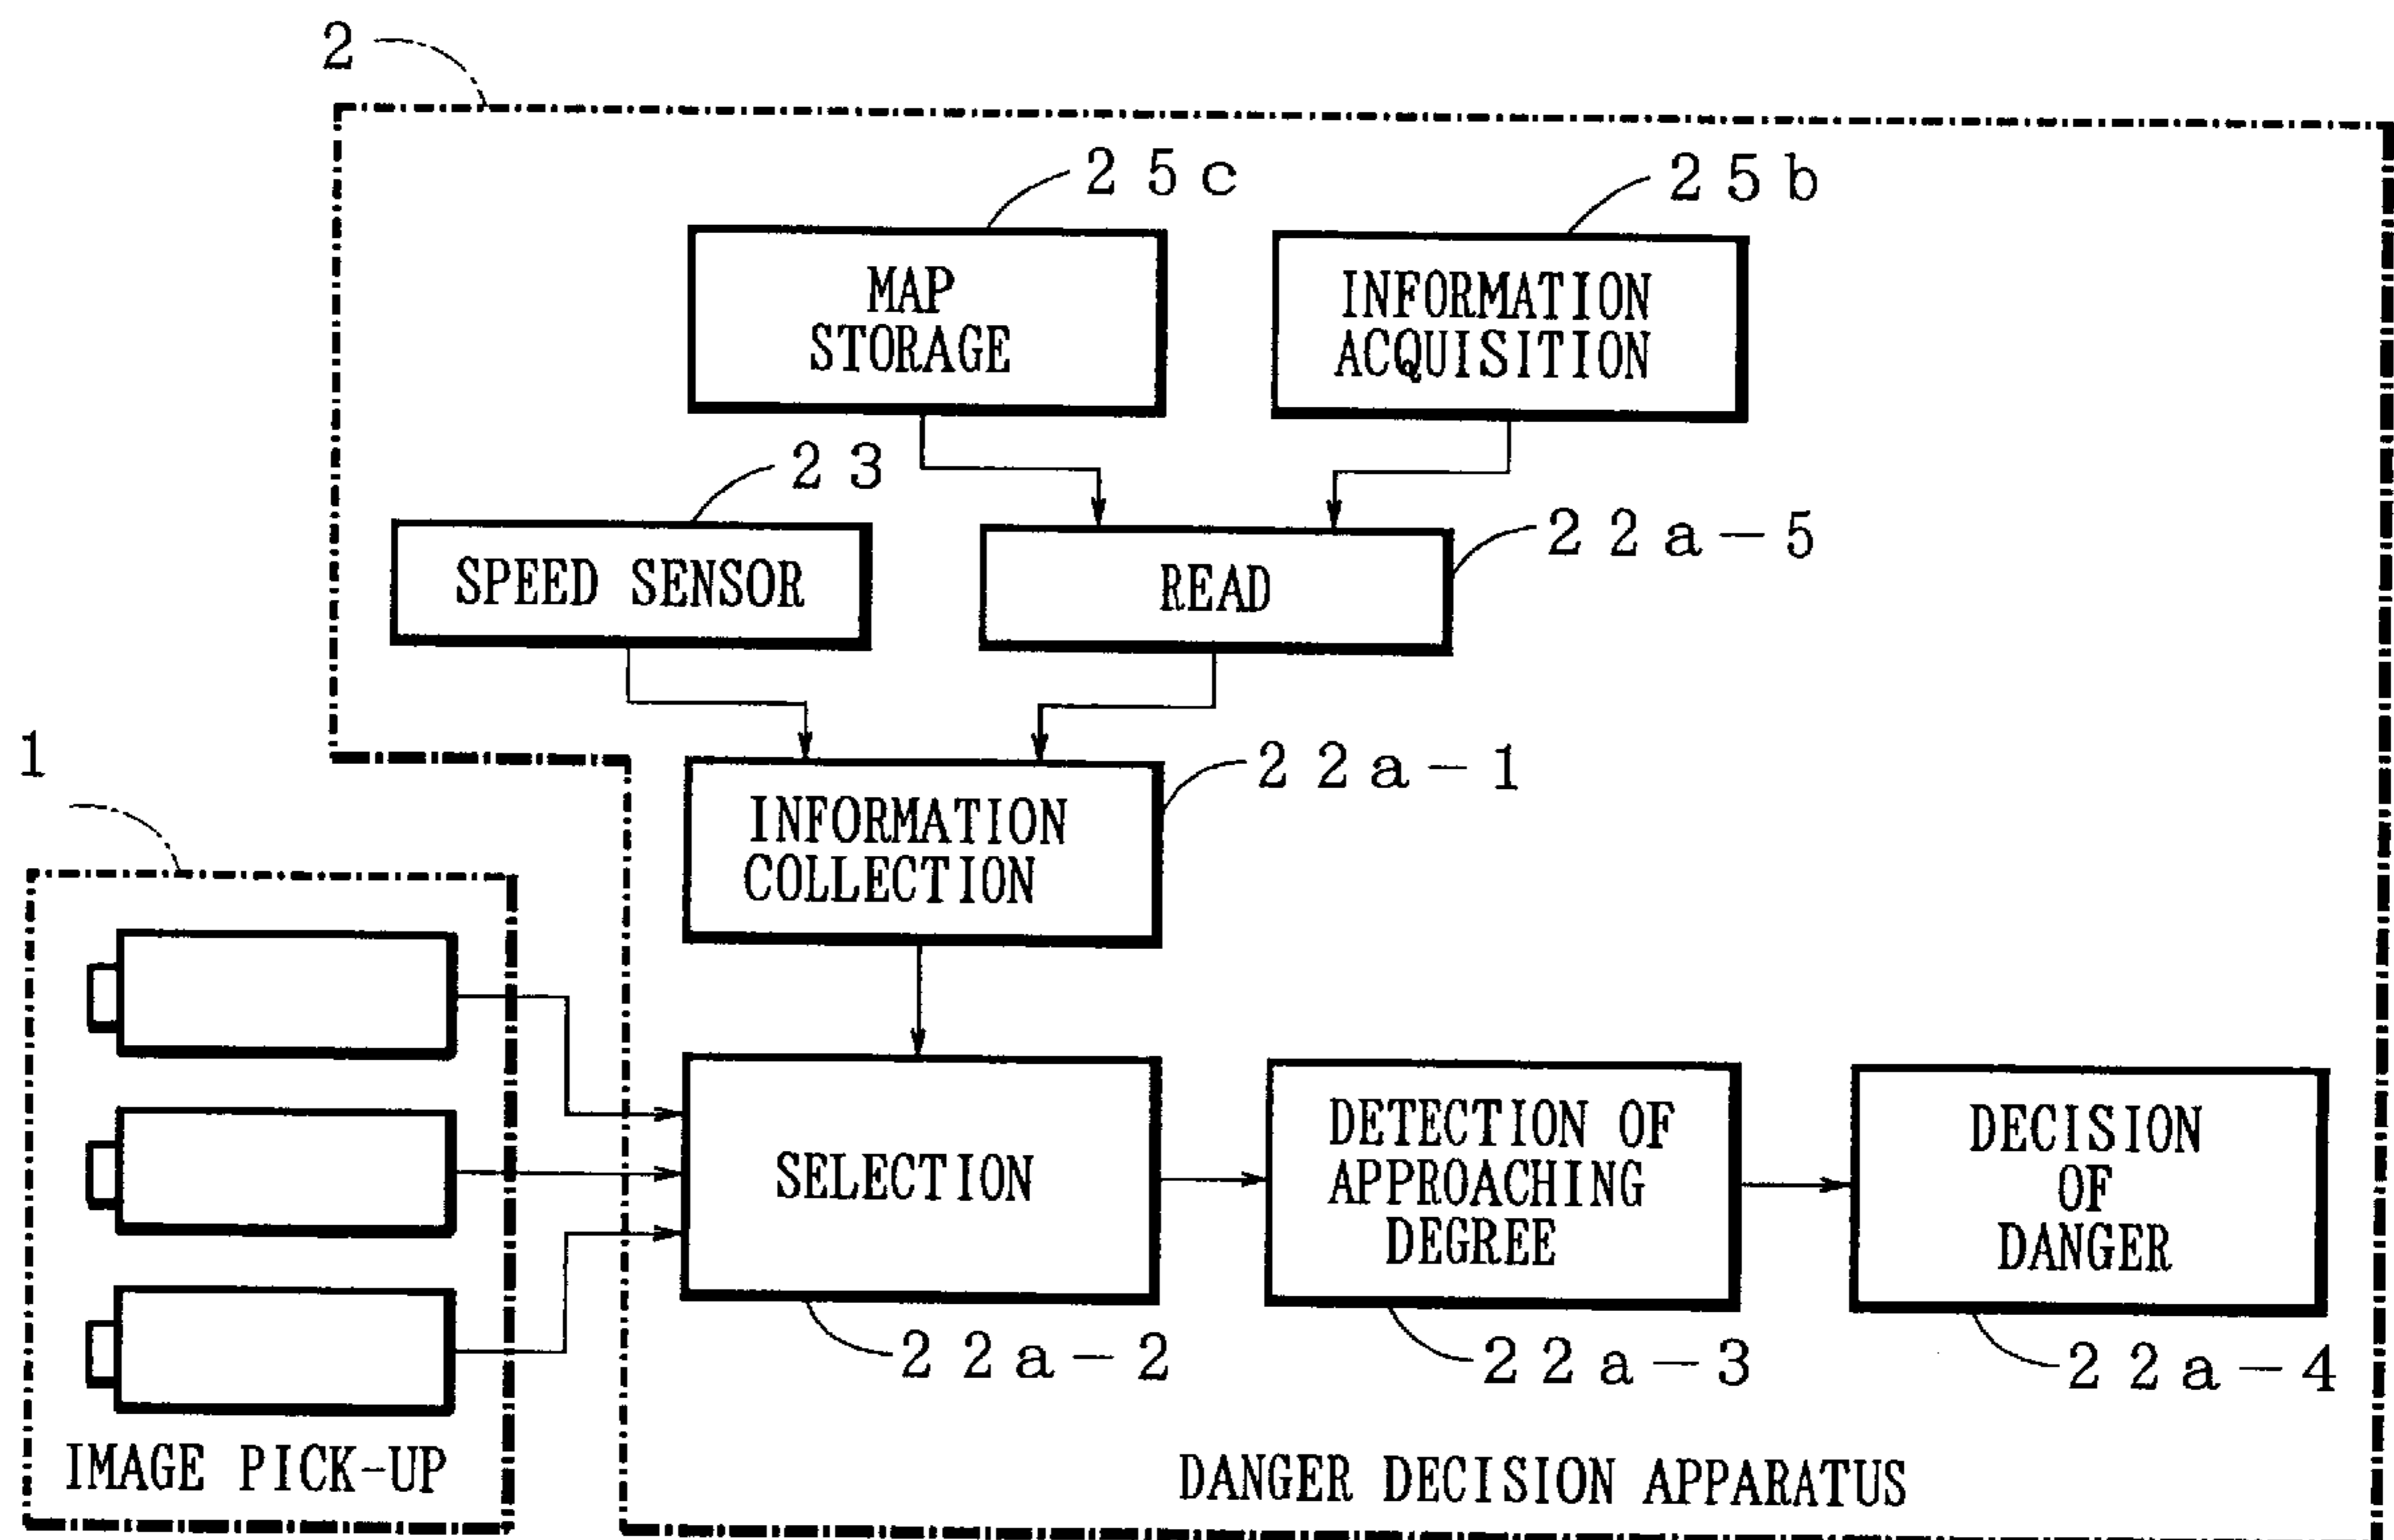 2
25c
25b
MAP
STORAGE
INFORMATION
ACQUISITION
23
22a-5
SPEED SENSOR
READ
1
22a-1
INFORMATION
COLLECTION
SELECTION
DETECTION OF
APPROACHING
DEGREE
DECISION
OF
DANGER
22a-2
22a-3
22a-4
IMAGE PICK-UP
DANGER DECISION APPARATUS